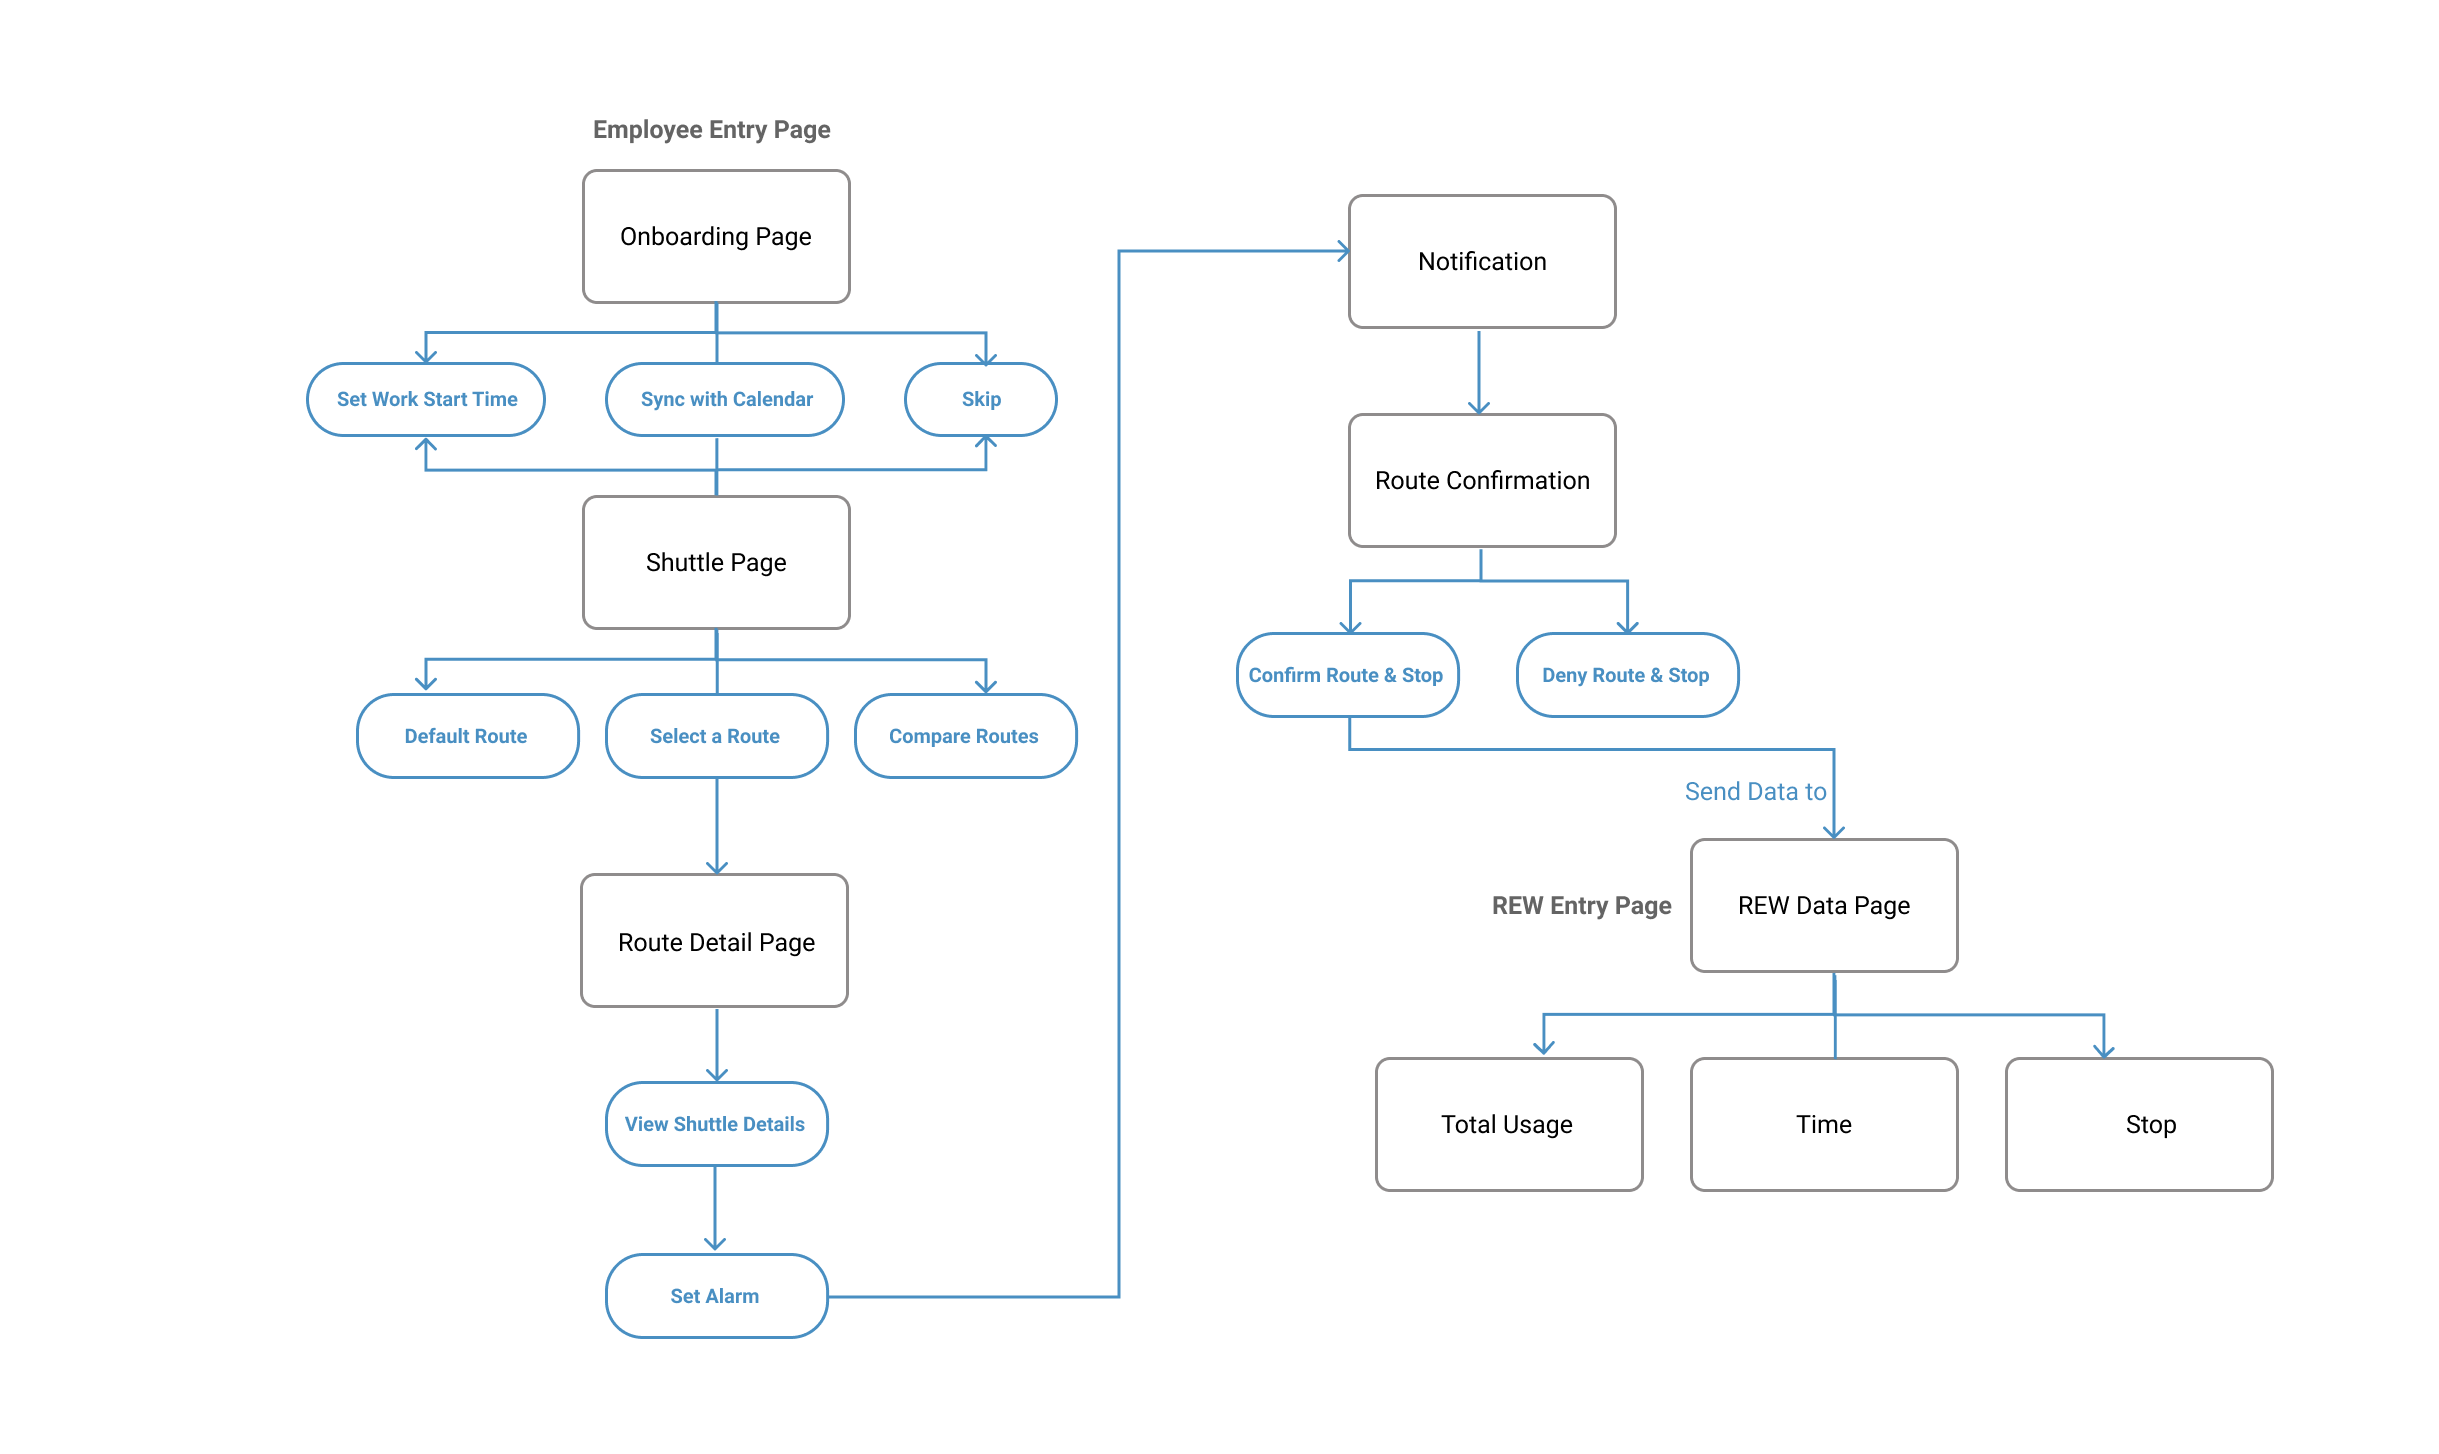 Employee Entry Page
Onboarding Page
Set Work Start Time
Sync with Calendar
Skip
Shuttle Page
Default Route
Select a Route
Compare Routes
Route Detail Page
View Shuttle Details
Set Alarm
Notification
Route Confirmation
Confirm Route & Stop
Deny Route & Stop
Send Data to
REW Entry Page
REW Data Page
Total Usage
Time
Stop